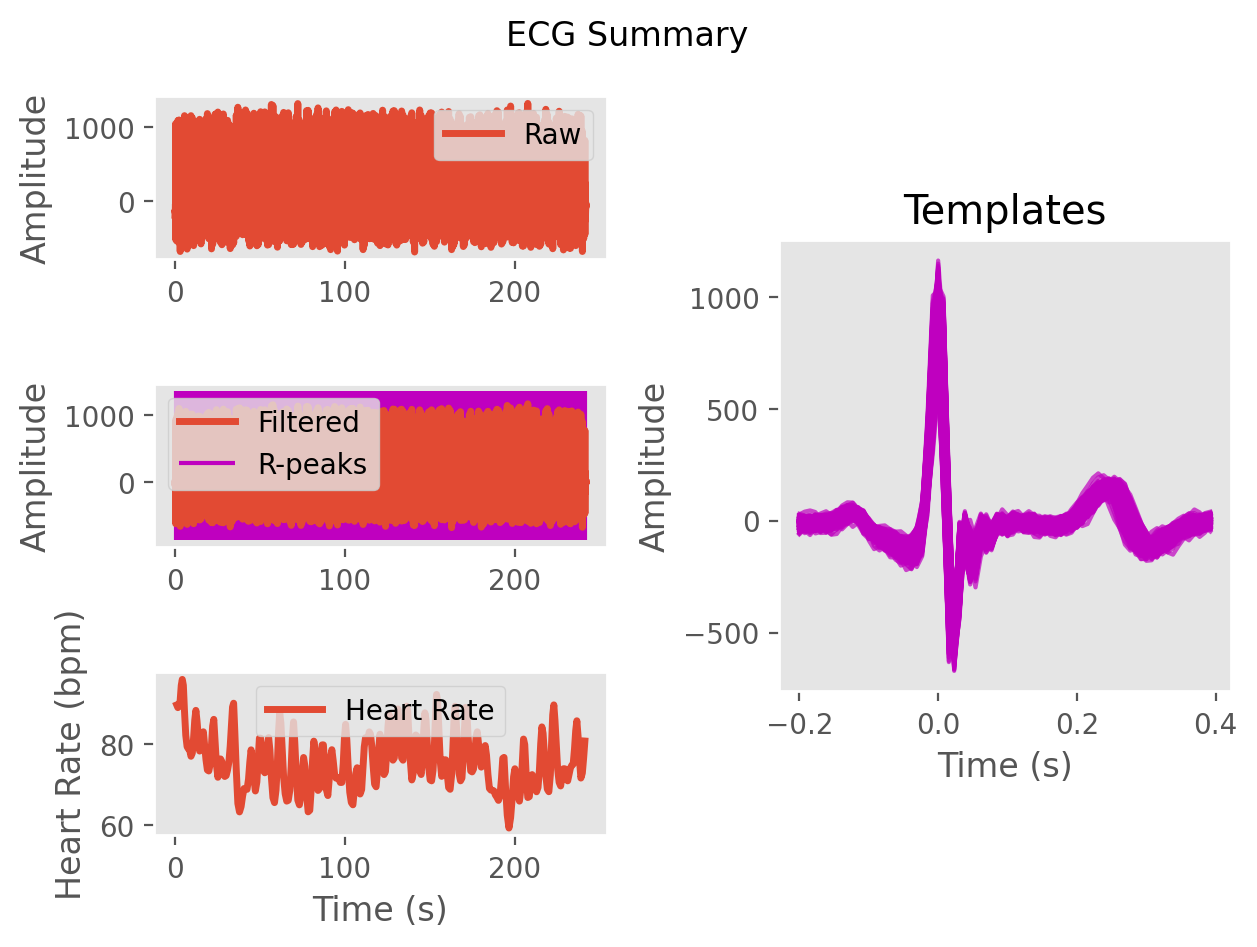 ECG Summary
Amplitude
1000
0
Raw
0 100 200
Amplitude
1000
0
Filtered
R-peaks
0 100 200
Heart Rate (bpm)
80
60
Heart Rate
0 100 200
Time (s)
Templates
Amplitude
1000
500
0
−500
−0.2 0.0 0.2 0.4
Time (s)